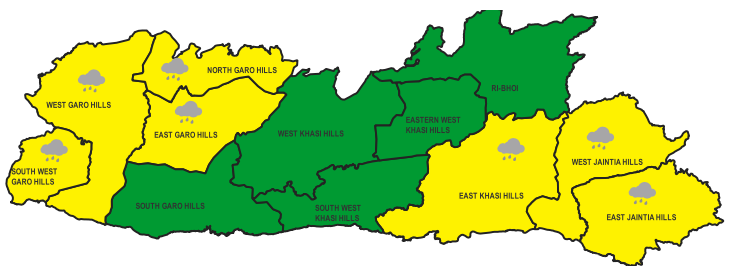 NORTH GARO HILLS
WEST GARO HILLS
EAST GARO HILLS
SOUTH WEST
GARO HILLS
SOUTH GARO HILLS
WEST KHASI HILLS
EASTERN WEST
KHASI HILLS
RI-BHOI
SOUTH WEST
KHASI HILLS
EAST KHASI HILLS
WEST JAINTIA HILLS
EAST JAINTIA HILLS